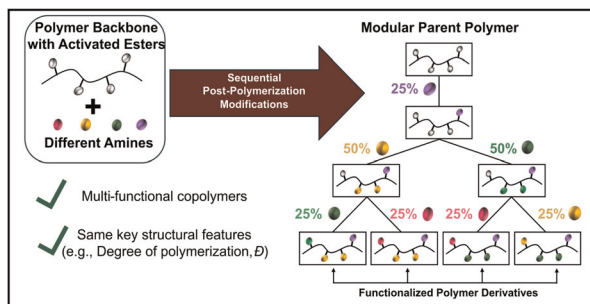 Polymer Backbone
with Activated Esters
+
Different Amines
Sequential
Post-Polymerization
Modifications
Multi-functional copolymers
Same key structural features
(e.g., Degree of polymerization, Đ)
Modular Parent Polymer
25%
50%
50%
25%
25%
25%
25%
Functionalized Polymer Derivatives